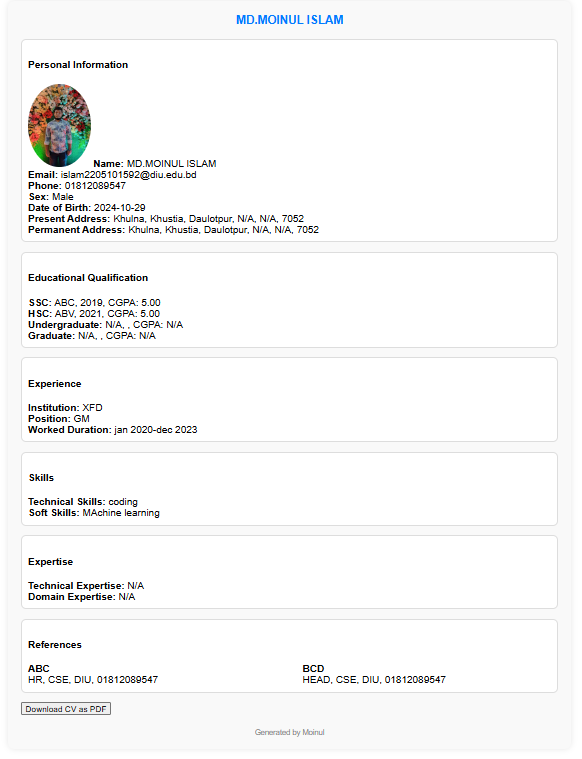 MD.MOINUL ISLAM
Personal Information
Name: MD.MOINUL ISLAM
Email: islam2205101592@diu.edu.bd
Phone: 01812089547
Sex: Male
Date of Birth: 2024-10-29
Present Address: Khulna, Khustia, Daulotpur, N/A, N/A, 7052
Permanent Address: Khulna, Khustia, Daulotpur, N/A, N/A, 7052
Educational Qualification
SSC: ABC, 2019, CGPA: 5.00
HSC: ABV, 2021, CGPA: 5.00
Undergraduate: N/A, , CGPA: N/A
Graduate: N/A, , CGPA: N/A
Experience
Institution: XFD
Position: GM
Worked Duration: jan 2020-dec 2023
Skills
Technical Skills: coding
Soft Skills: MAchine learning
Expertise
Technical Expertise: N/A
Domain Expertise: N/A
References
ABC
HR, CSE, DIU, 01812089547
BCD
HEAD, CSE, DIU, 01812089547
Download CV as PDF
Generated by Moinul